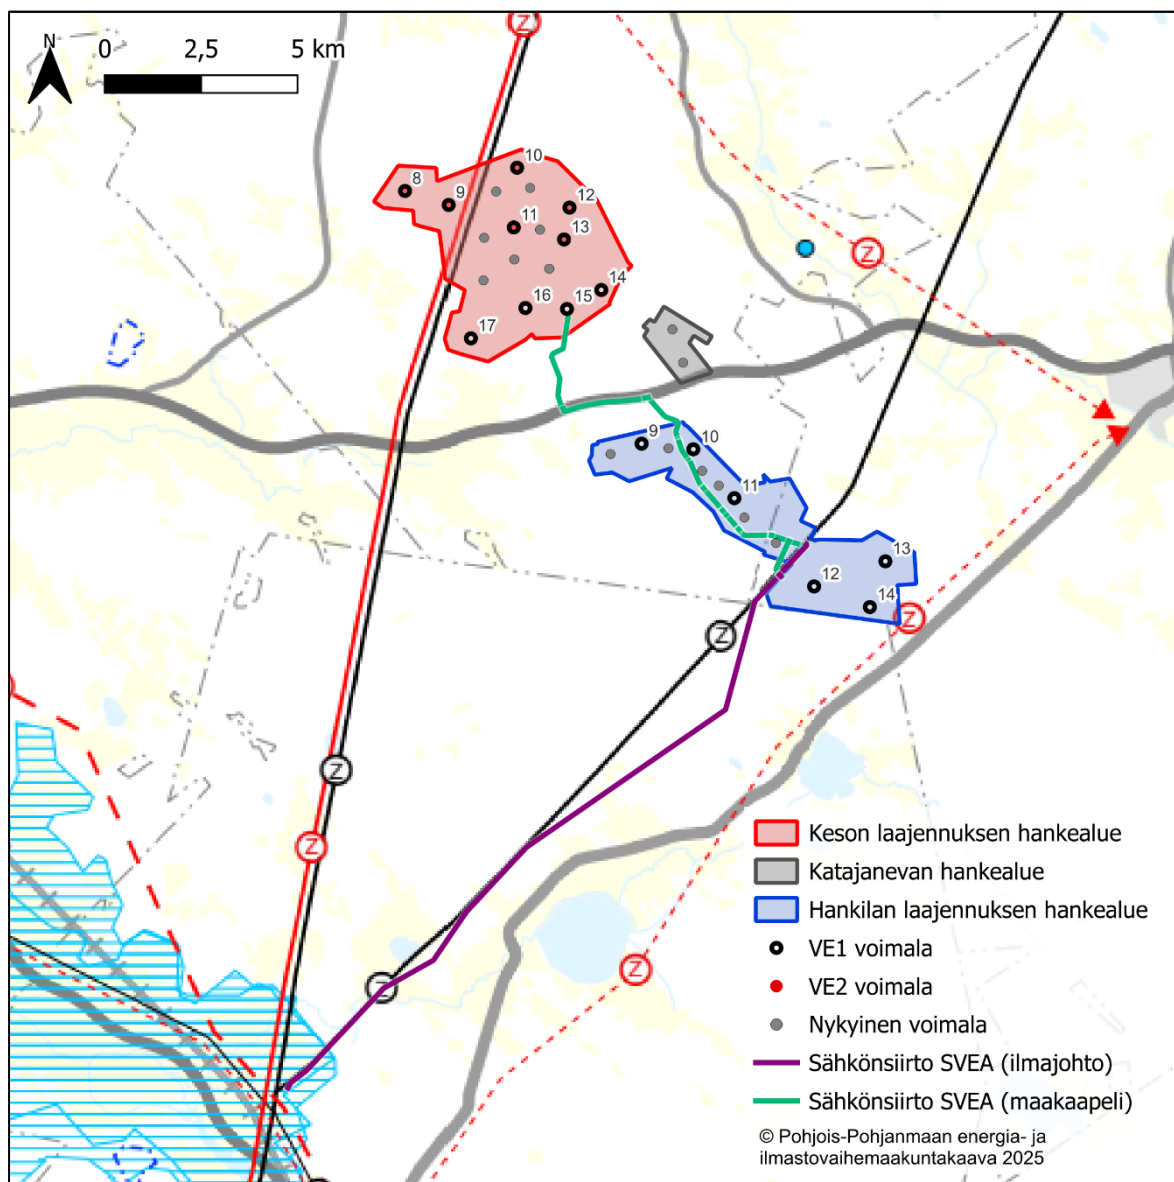 Z
N
0 2,5 5 km
10
8
9
12
11
13
14
16
15
17
Z
9
10
11
13
12
14
Z
Z
Z
Z
Z
Z
Keson laajennuksen hankealue
Katajanevan hankealue
Hankilan laajennuksen hankealue
VE1 voimala
VE2 voimala
Nykyinen voimala
Sähkönsiirto SVEA (ilmajohto)
Sähkönsiirto SVEA (maakaapeli)
© Pohjois-Pohjanmaan energia- ja
ilmastovaihemaakuntakaava 2025